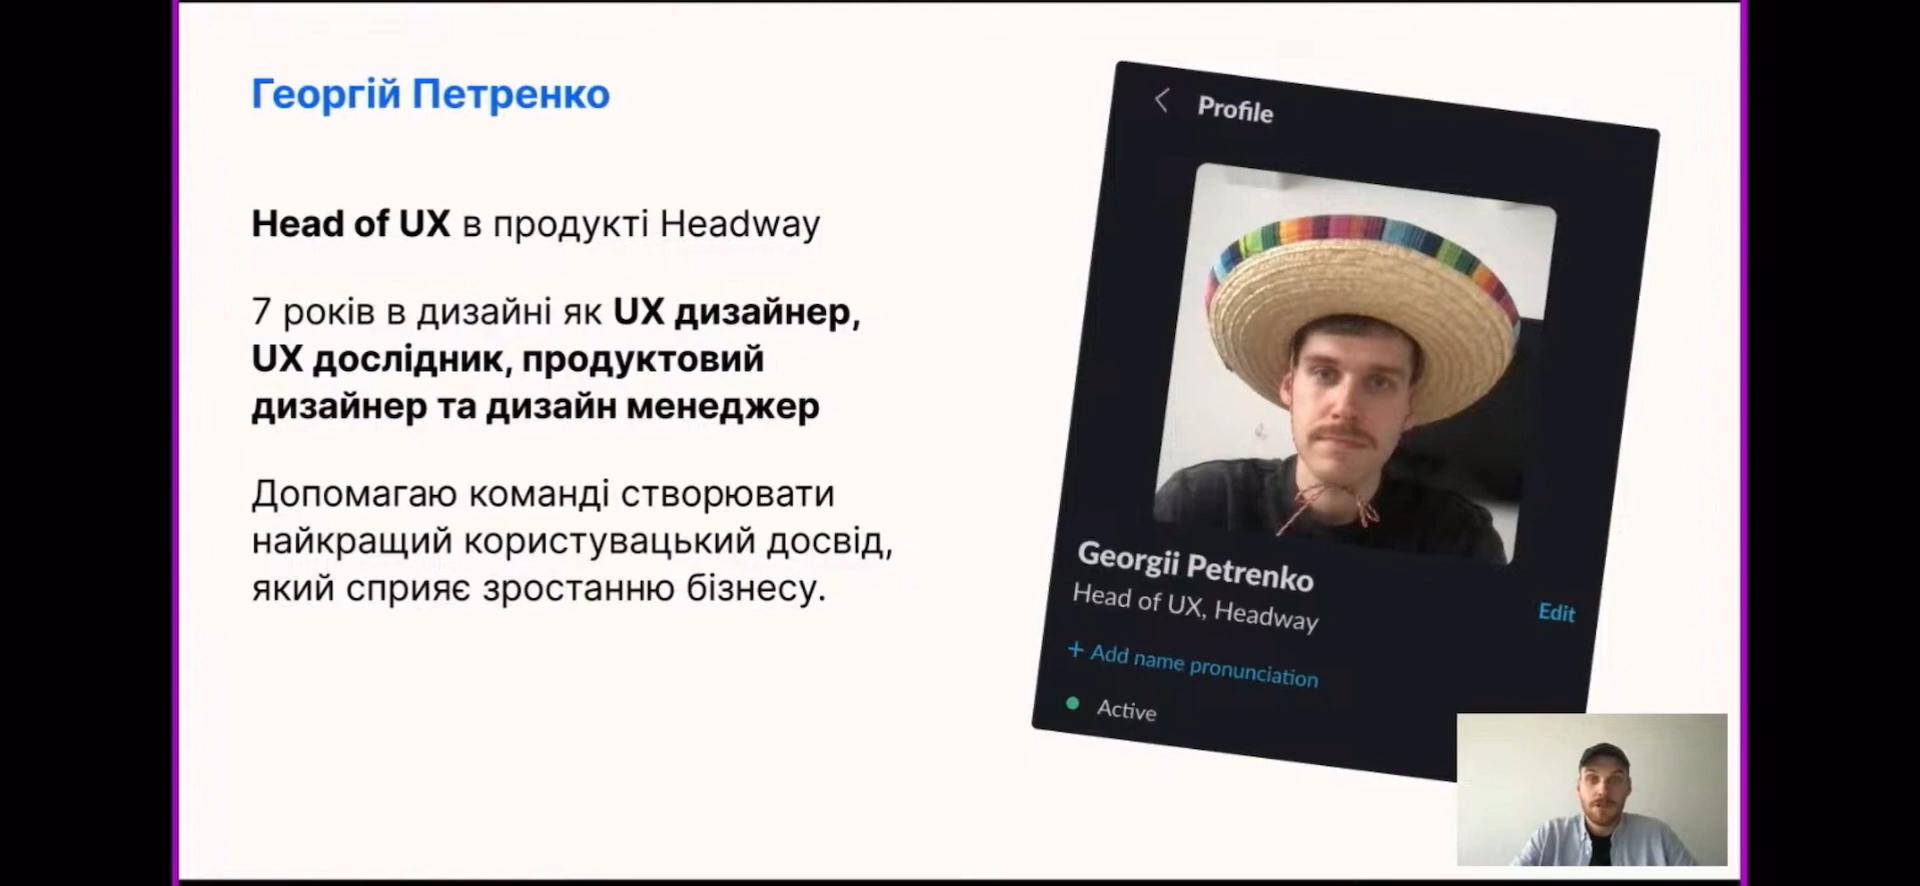 Георгій Петренко
Head of UX в продукті Headway
7 років в дизайні як UX дизайнер,
UX дослідник, продуктовий
дизайнер та дизайн менеджер
Допомагаю команді створювати
найкращий користувацький досвід,
який сприяє зростанню бізнесу.
Profile
Georgii Petrenko
Head of UX, Headway
Edit
+ Add name pronunciation
Active